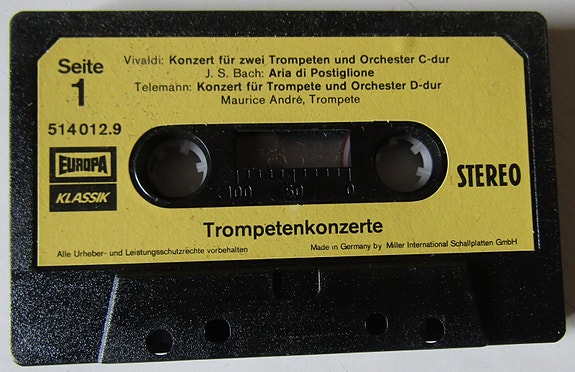 Seite
1
Vivaldi: Konzert für zwei Trompeten und Orchester C-dur
J. S. Bach: Aria di Postiglione
Telemann: Konzert für Trompete und Orchester D-dur
Maurice André, Trompete
514 012.9
EUROPA
KLASSIK
100 50 0
STEREO
Trompetenkonzerte
Alle Urheber- und Leistungsschutzrechte vorbehalten
Made in Germany by Miller International Schallplatten GmbH